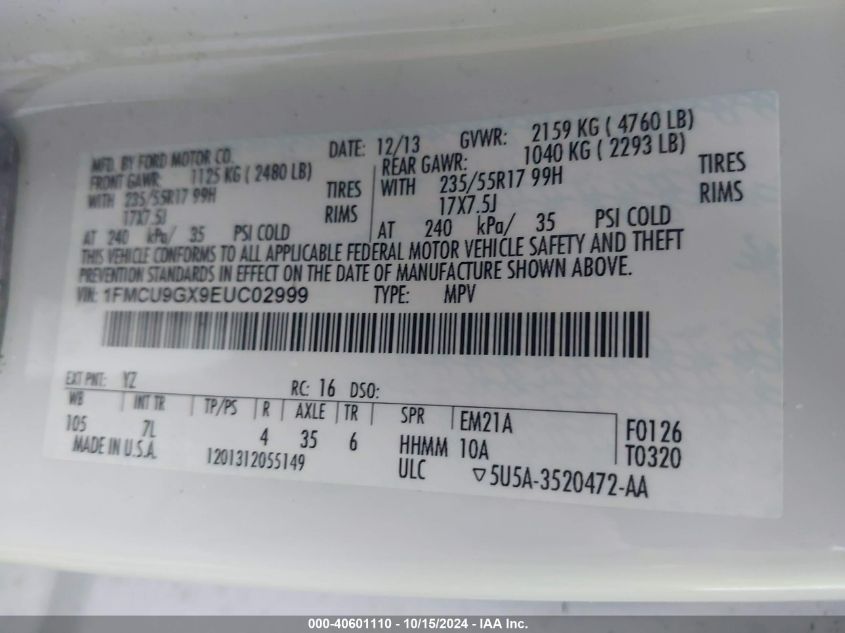 MFD. BY FORD MOTOR CO. DATE: 12/13 GVWR: 2159 KG ( 4760 LB)
FRONT GAWR: 1125 KG ( 2480 LB) REAR GAWR: 1040 KG ( 2293 LB)
WITH 235/55R17 99H TIRES WITH 235/55R17 99H TIRES
17X7.5J RIMS 17X7.5J RIMS
AT 240 kPa/ 35 PSI COLD AT 240 kPa/ 35 PSI COLD
THIS VEHICLE CONFORMS TO ALL APPLICABLE FEDERAL MOTOR VEHICLE SAFETY AND THEFT
PREVENTION STANDARDS IN EFFECT ON THE DATE OF MANUFACTURE SHOWN ABOVE.
VIN: 1FMCU9GX9EUC02999 TYPE: MPV
EXT PNT: YZ RC: 16 DSO:
WB INT TR TP/PS R AXLE TR SPR EM21A F0126
105 7L 4 35 6 HHMM 10A T0320
MADE IN U.S.A. 1201312055149 ULC ▽5U5A-3520472-AA
000-40601110 - 10/15/2024 - IAA Inc.